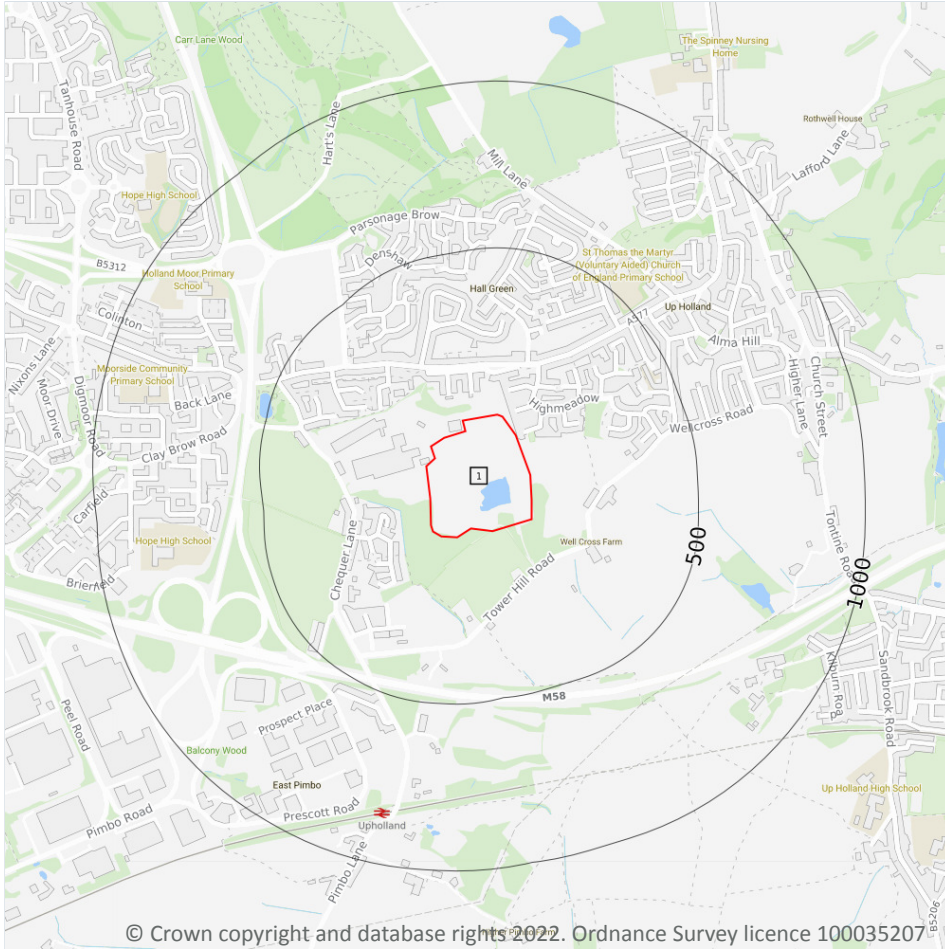 Carr Lane Wood
The Spinney Nursing
Home
Tanhouse Road
Hart's Lane
Rothwell House
Lafford Lane
Mill Lane
Hope High School
Parsonage Brow
Denshaw
St Thomas the Martyr
(Voluntary Aided) Church
of England Primary School
B5312
Holland Moor Primary
School
Hall Green
Up Holland
A577
Colinton
Alma Hill
Nixons Lane
Moor Drive
Moorside Community
Primary School
Digmoor Road
Back Lane
Highmeadow
Higher Lane
Church Street
Wellcross Road
Clay Brow Road
1
Carfield
Hope High School
Chequer Lane
Well Cross Farm
500
Tontine Roa
Brierfield
Tower Hill Road
1000
M58
Kilburn Roa
Sandbrook Road
Peel Road
Prospect Place
Balcony Wood
East Pimbo
Prescott Road
Pimbo Road
Upholland
Up Holland High School
Pimbo Lane
B5206
© Crown copyright and database rights 2022. Ordnance Survey licence 100035207